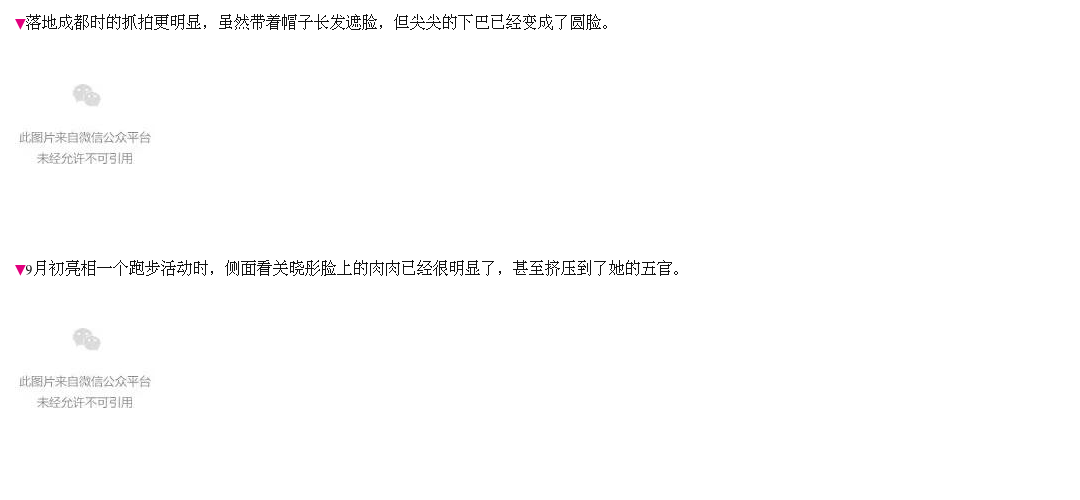 ▼落地成都时的抓拍更明显，虽然带着帽子长发遮脸，但尖尖的下巴已经变成了圆脸。
此图片来自微信公众平台
未经允许不可引用
▼9月初亮相一个跑步活动时，侧面看关晓彤脸上的肉肉已经很明显了，甚至挤压到了她的五官。
此图片来自微信公众平台
未经允许不可引用